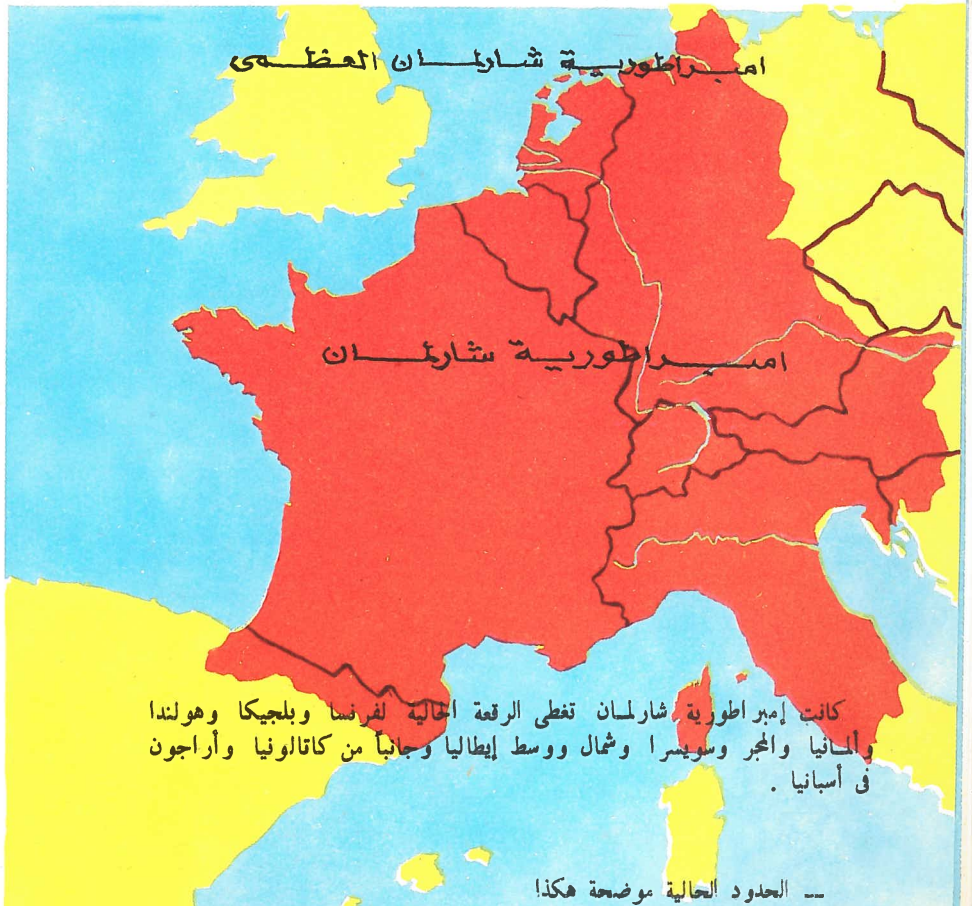 امبراطورية شارلمان العظمى
امبراطورية شارلمان
كانت إمبراطورية شارلمان تغطى الرقعة الحالية لفرنسا وبلجيكا وهولندا
وألمانيا والمجر وسويسرا وشمال ووسط إيطاليا وجانباً من كاتالونيا وأراجون
فى أسبانيا .
— الحدود الحالية موضحة هكذا